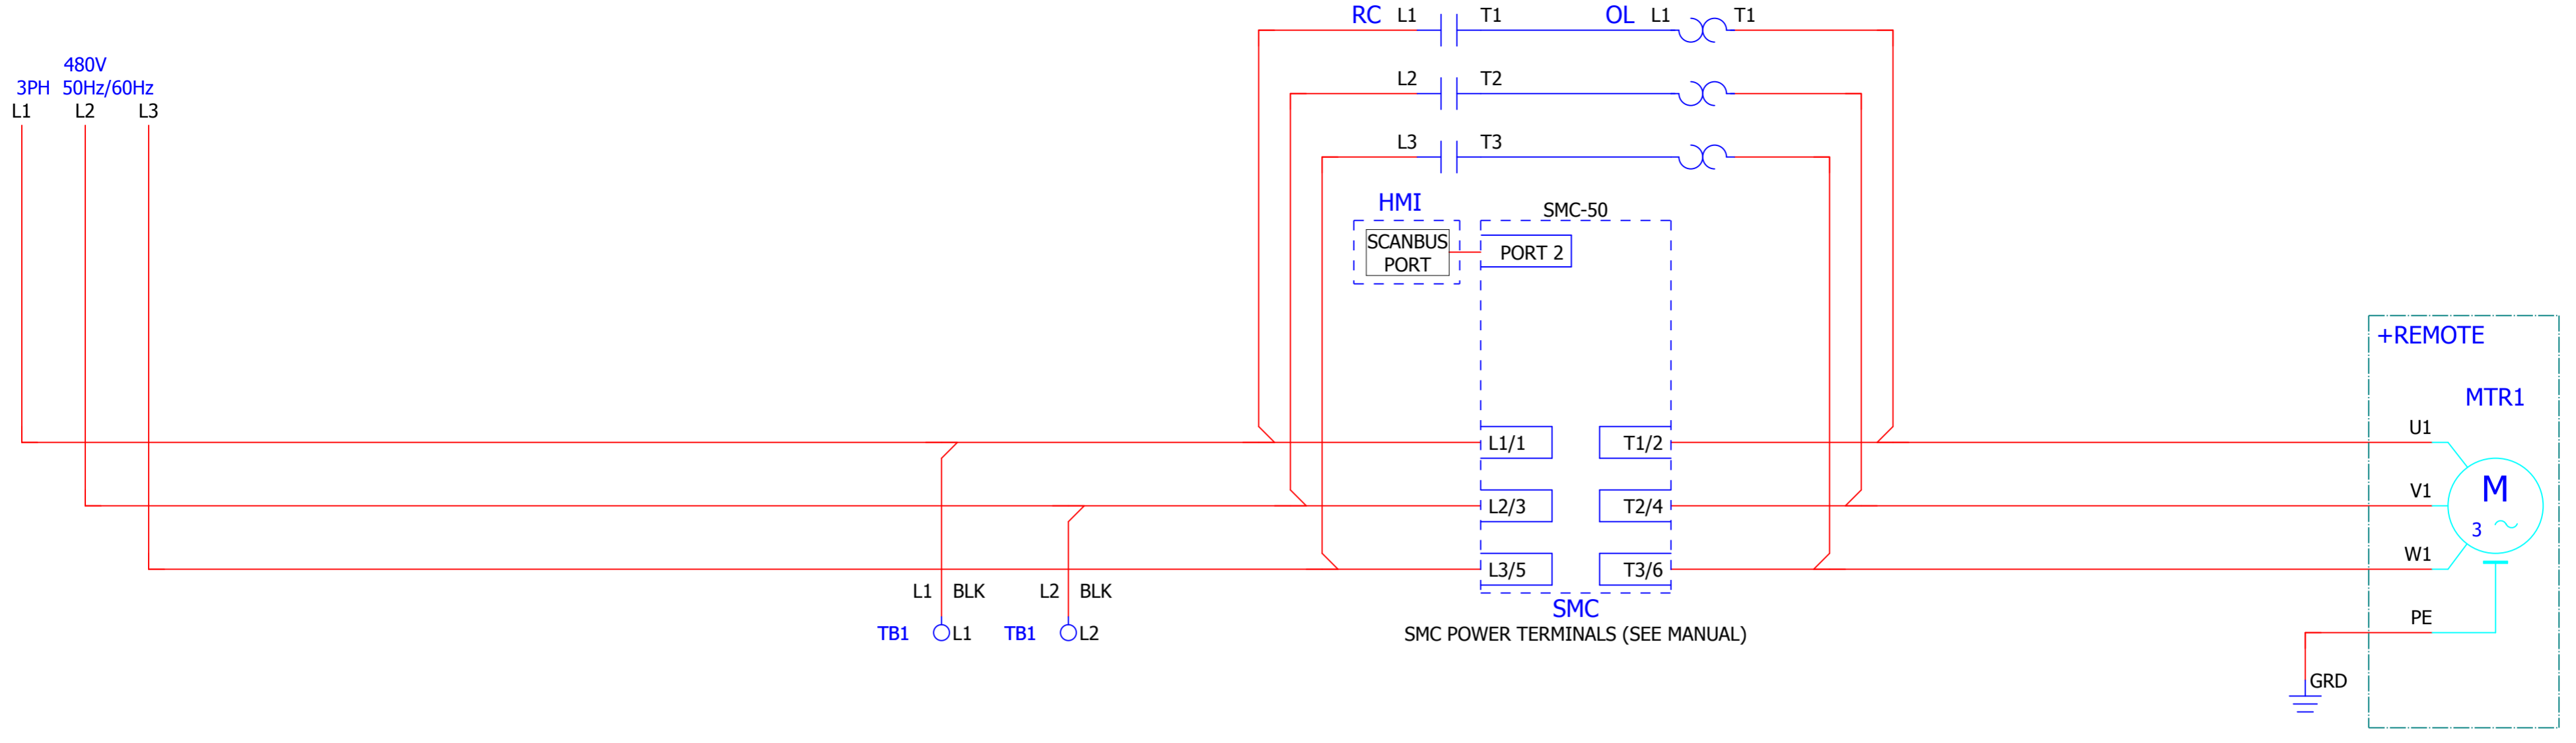 RC L1 T1 OL L1 T1
480V
3PH 50Hz/60Hz
L1 L2 L3
L2 T2
L3 T3
HMI
SMC-50
SCANBUS
PORT
PORT 2
+REMOTE
MTR1
U1
L1/1 T1/2
V1
M
3
L2/3 T2/4
W1
L3/5 T3/6
L1 BLK L2 BLK
SMC
TB1 L1 TB1 L2
SMC POWER TERMINALS (SEE MANUAL)
PE
GRD